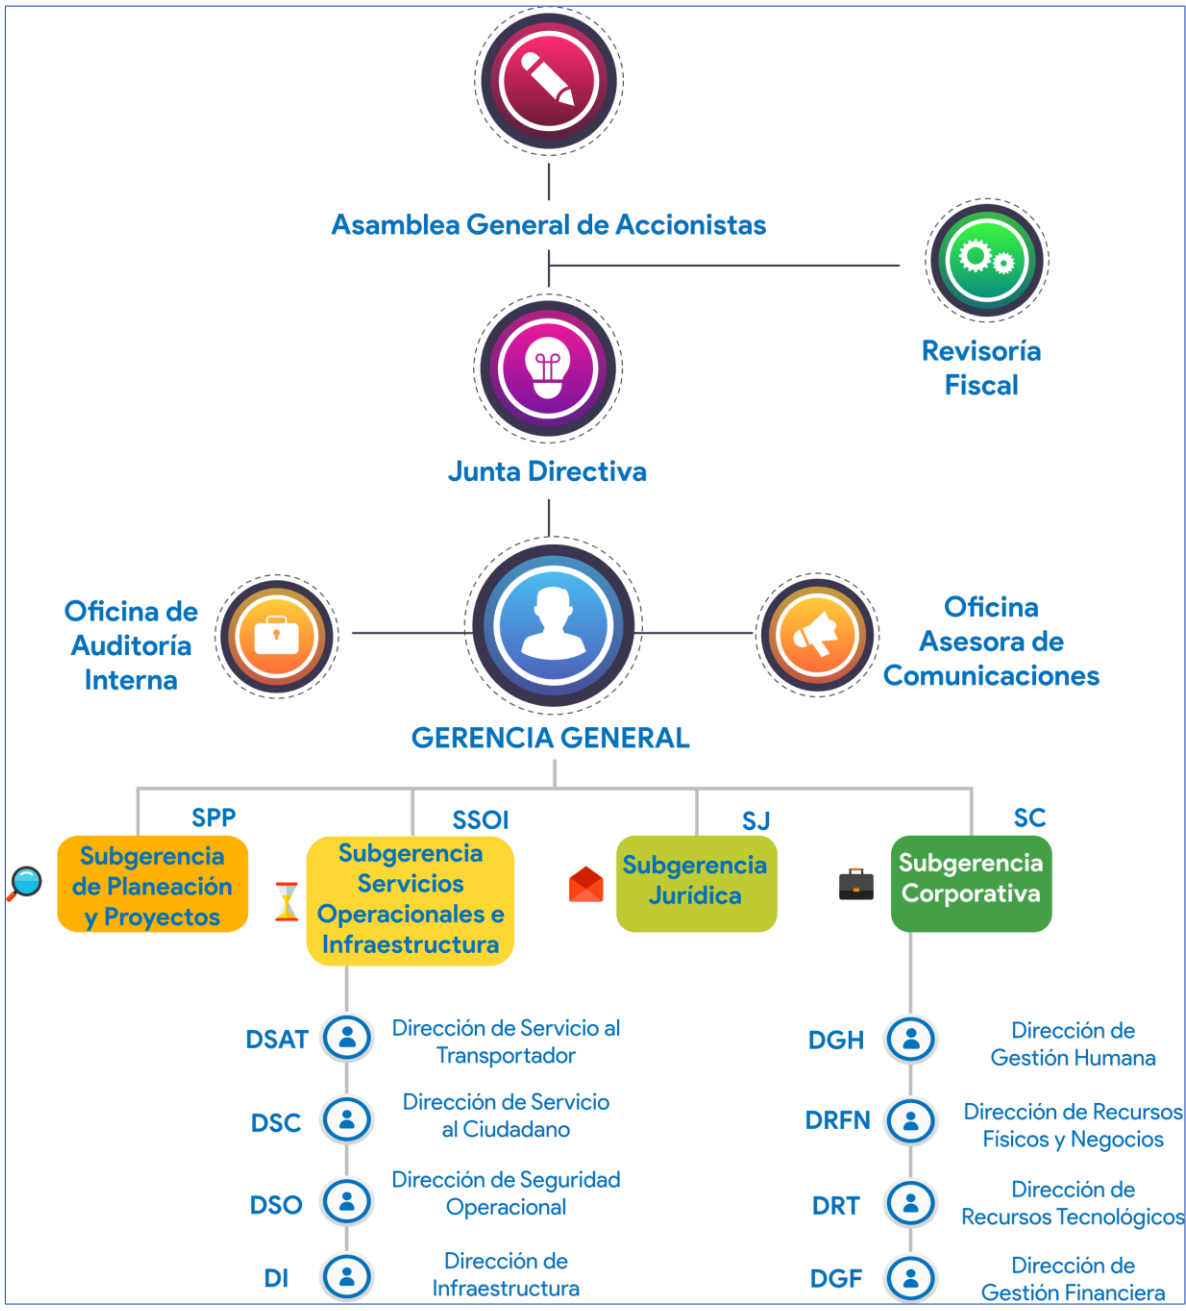 Asamblea General de Accionistas
Revisoría
Fiscal
Junta Directiva
Oficina de
Auditoría
Interna
Oficina
Asesora de
Comunicaciones
GERENCIA GENERAL
SPP
Subgerencia
de Planeación
y Proyectos
SSOI
Subgerencia
Servicios
Operacionales e
Infraestructura
SJ
Subgerencia
Jurídica
SC
Subgerencia
Corporativa
DSAT
Dirección de Servicio al
Transportador
DSC
Dirección de Servicio
al Ciudadano
DSO
Dirección de Seguridad
Operacional
DI
Dirección de
Infraestructura
DGH
Dirección de
Gestión Humana
DRFN
Dirección de Recursos
Físicos y Negocios
DRT
Dirección de
Recursos Tecnológicos
DGF
Dirección de
Gestión Financiera